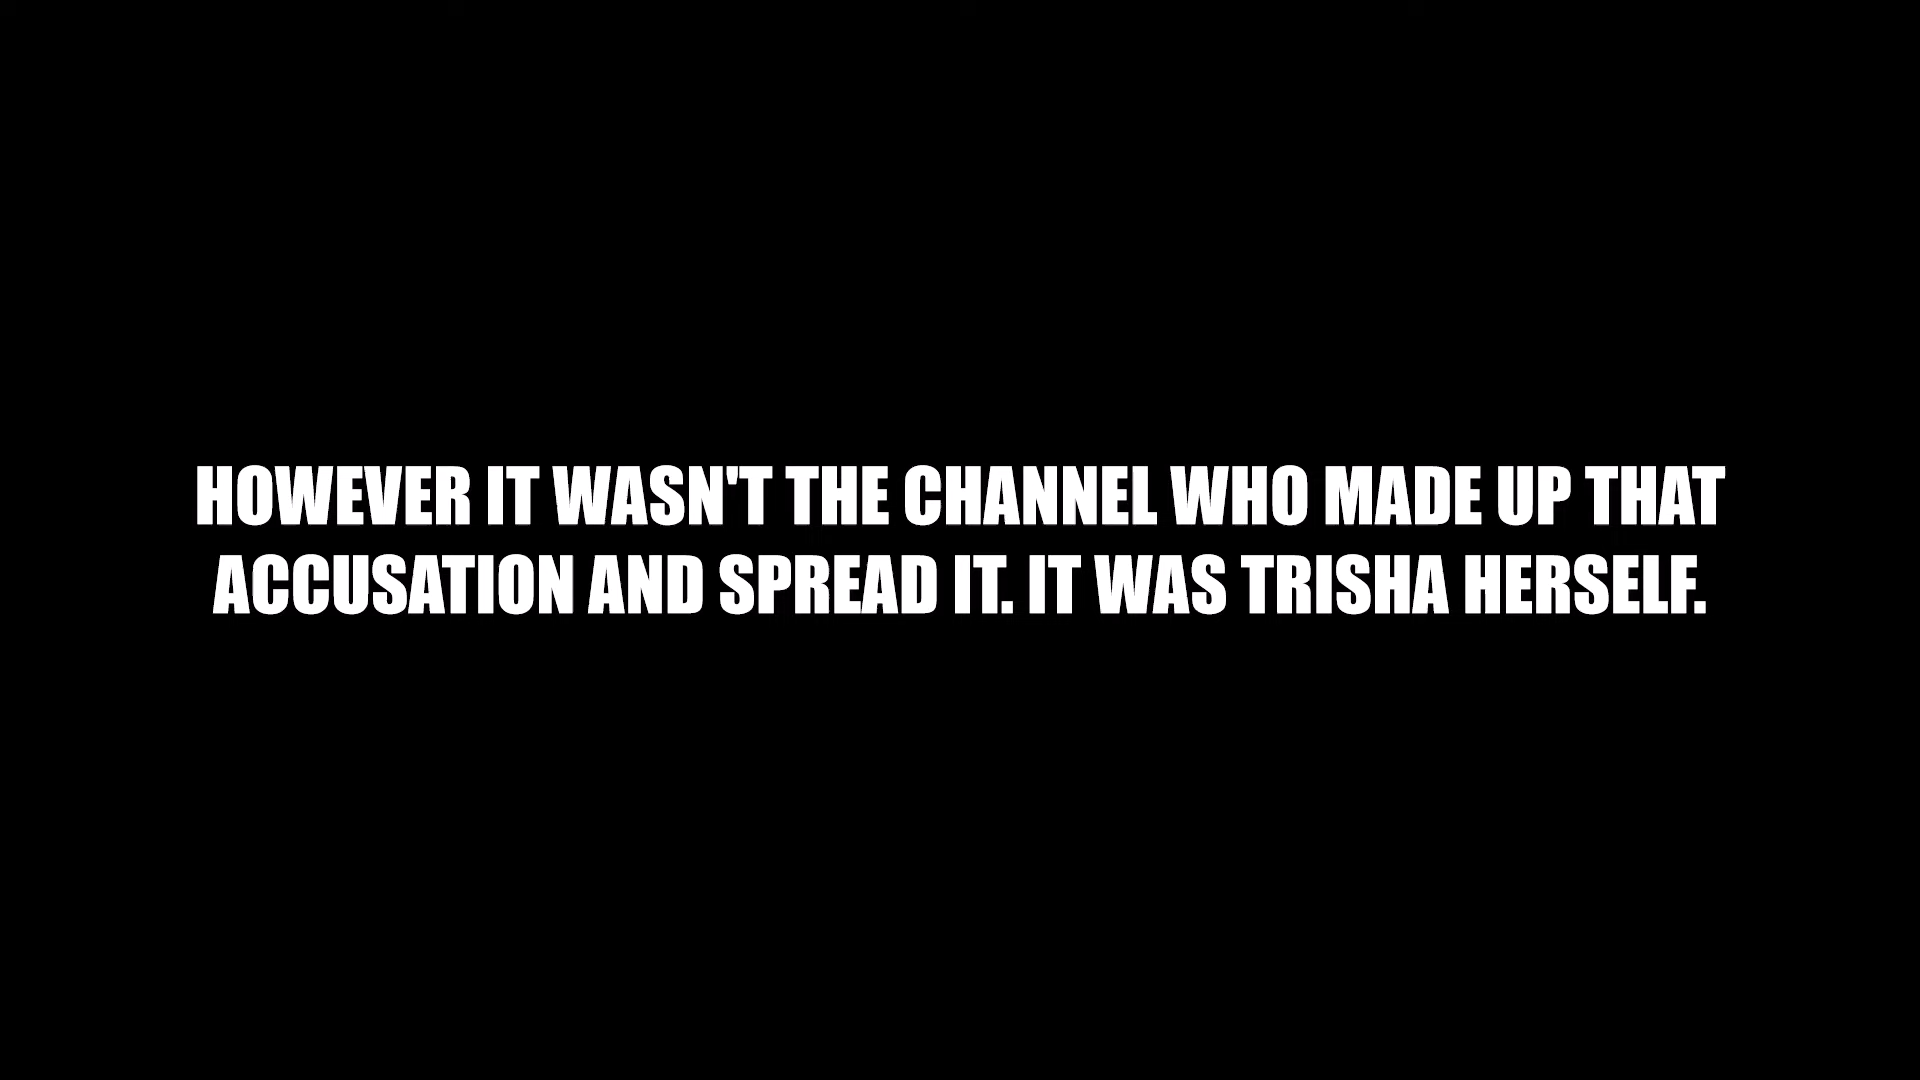 HOWEVER IT WASN'T THE CHANNEL WHO MADE UP THAT
ACCUSATION AND SPREAD IT. IT WAS TRISHA HERSELF.